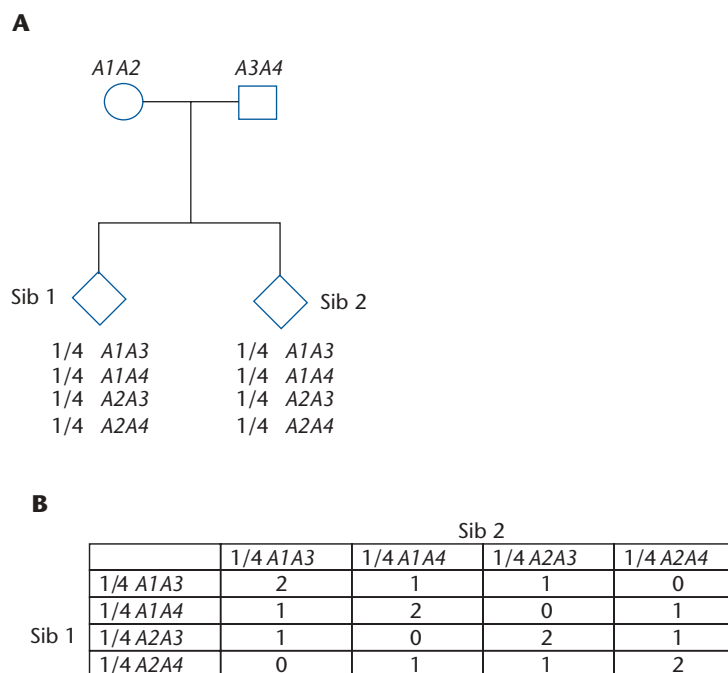 A
A1A2 A3A4
Sib 1 Sib 2
1/4 A1A3 1/4 A1A3
1/4 A1A4 1/4 A1A4
1/4 A2A3 1/4 A2A3
1/4 A2A4 1/4 A2A4
B
Sib 2
1/4 A1A3 1/4 A1A4 1/4 A2A3 1/4 A2A4
1/4 A1A3 2 1 1 0
1/4 A1A4 1 2 0 1
Sib 1 1/4 A2A3 1 0 2 1
1/4 A2A4 0 1 1 2